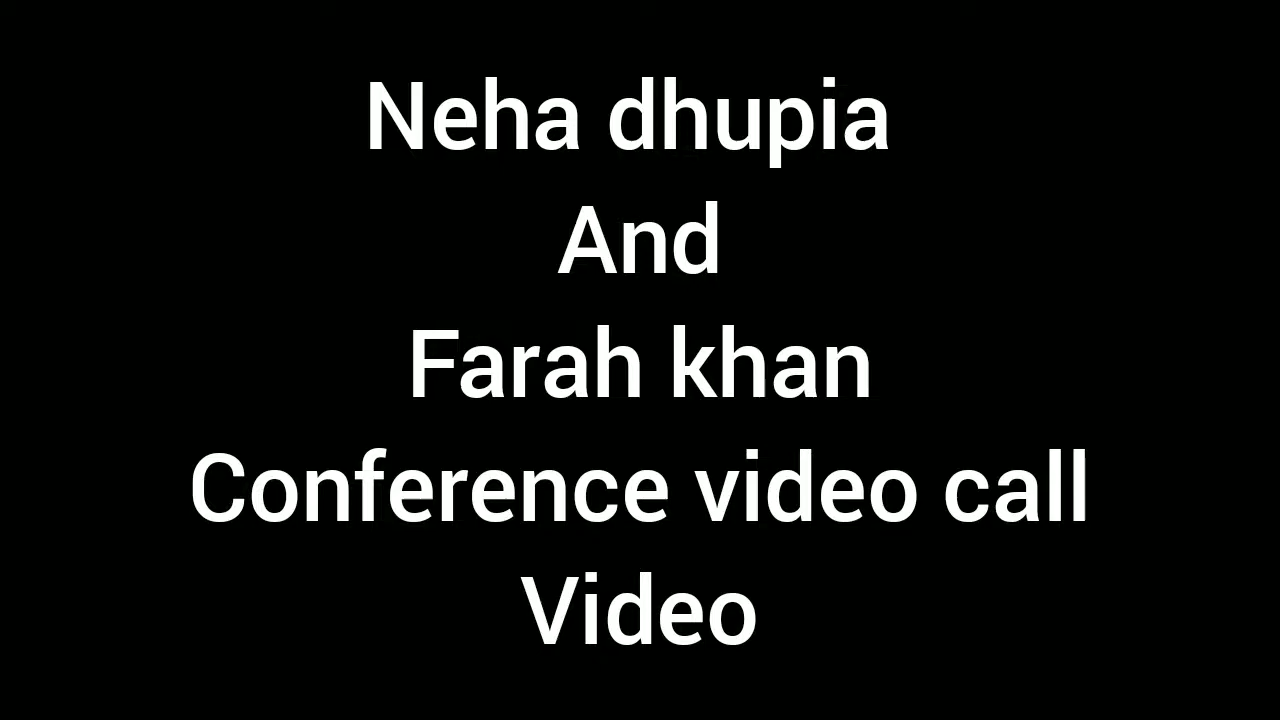 Neha dhupia
And
Farah khan
Conference video call
Video